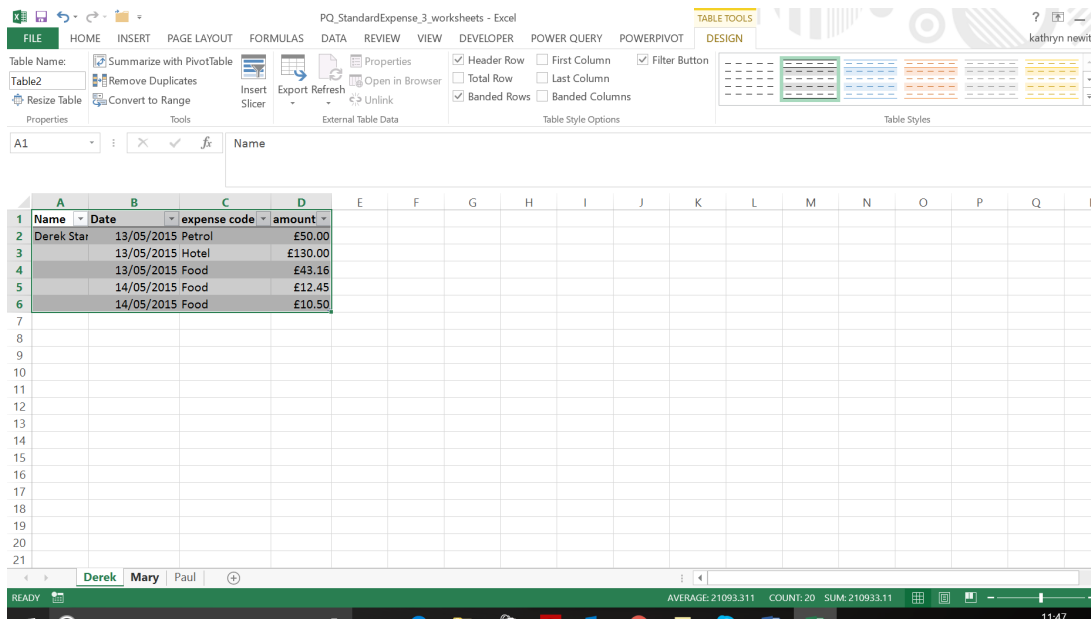 PQ_StandardExpense_3_worksheets - Excel
TABLE TOOLS
?
FILE HOME INSERT PAGE LAYOUT FORMULAS DATA REVIEW VIEW DEVELOPER POWER QUERY POWERPIVOT DESIGN
kathryn newit
Table Name: Summarize with PivotTable Properties Header Row First Column Filter Button
Table2 Remove Duplicates Insert Export Refresh Open in Browser Total Row Last Column
Resize Table Convert to Range Slicer Unlink Banded Rows Banded Columns
Properties Tools External Table Data Table Style Options Table Styles
A1 fx Name
A B C D E F G H I J K L M N O P Q
1 Name Date expense code amount
2 Derek Star 13/05/2015 Petrol £50.00
3 13/05/2015 Hotel £130.00
4 13/05/2015 Food £43.16
5 14/05/2015 Food £12.45
6 14/05/2015 Food £10.50
7
8
9
10
11
12
13
14
15
16
17
18
19
20
21
Derek Mary Paul
READY AVERAGE: 21093.311 COUNT: 20 SUM: 210933.11
11:47